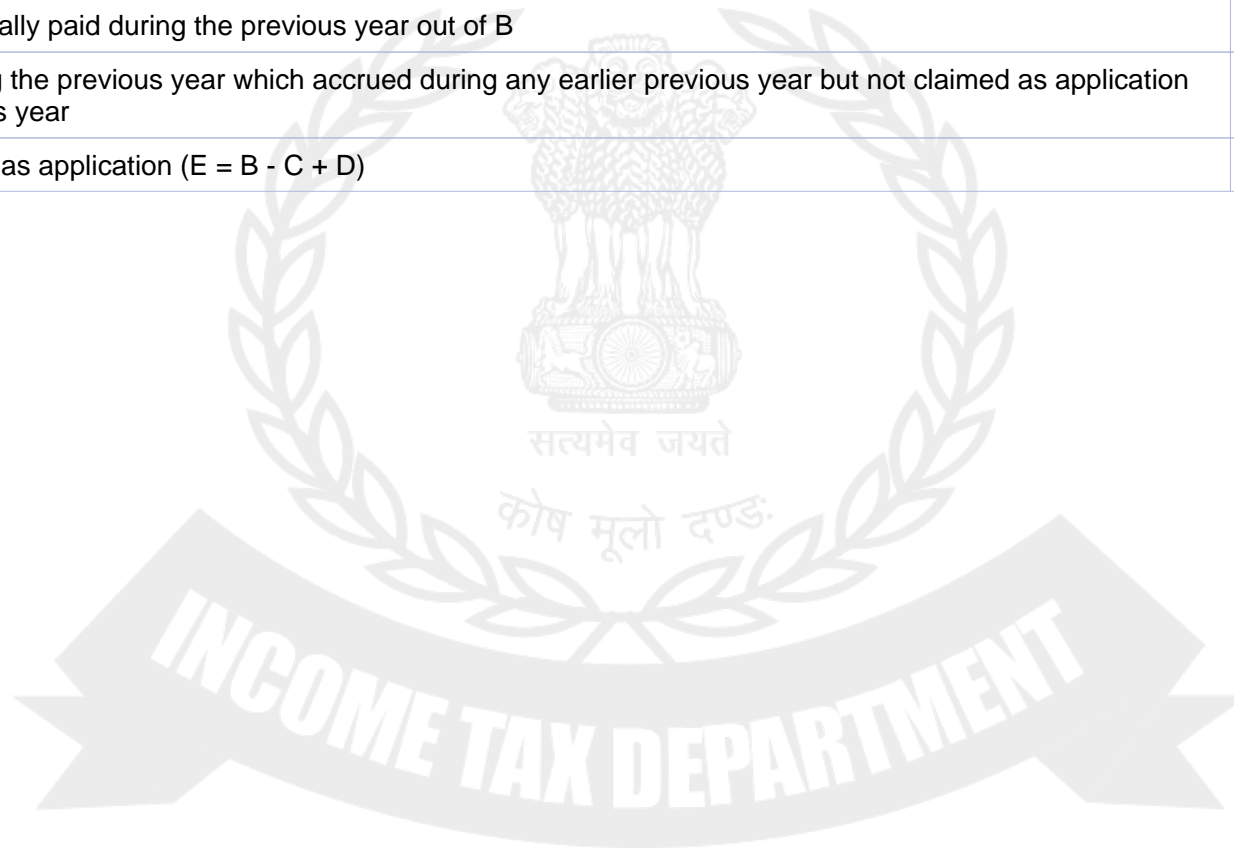 ally paid during the previous year out of B
the previous year which accrued during any earlier previous year but not claimed as application
s year
as application (E = B - C + D)
सत्यमेव जयते
कोष मूलो दण्डः
INCOME TAX DEPARTMENT